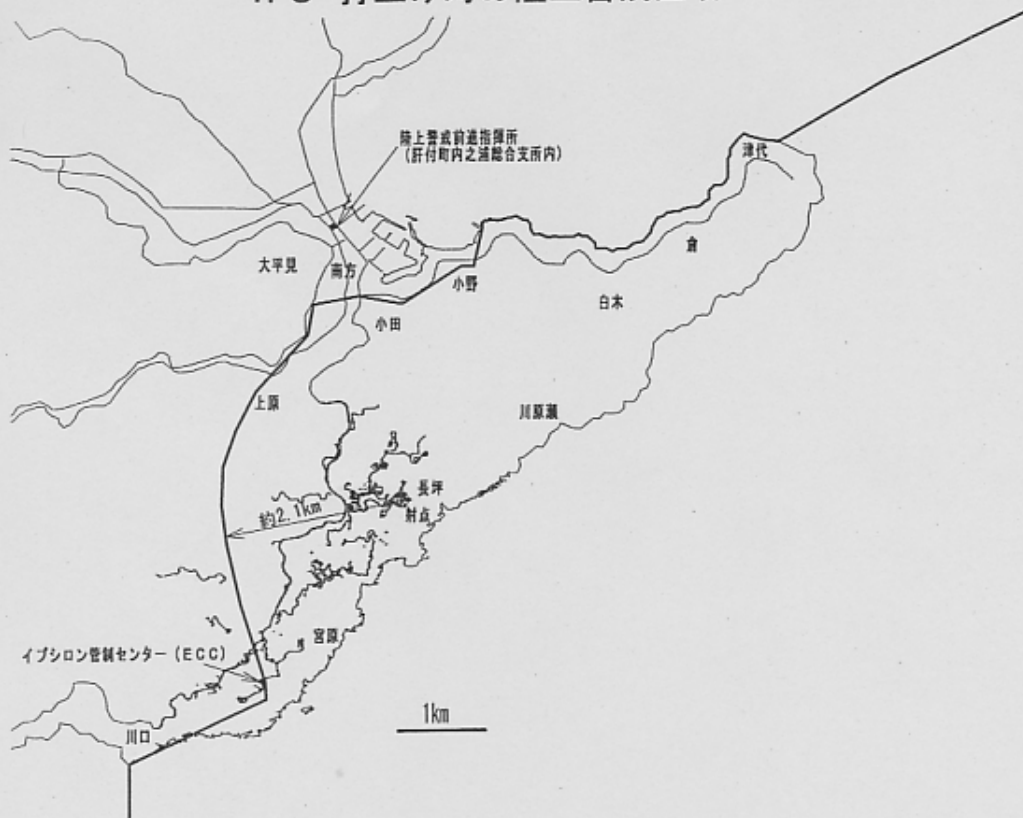 陸上警戒前進指揮所
(肝付町内之浦総合支所内)
津代
倉
大平見
南方
小野
白木
小田
上原
川原瀬
長坪
射点
約2.1km
宮原
イプシロン管制センター(ECC)
1km
川口